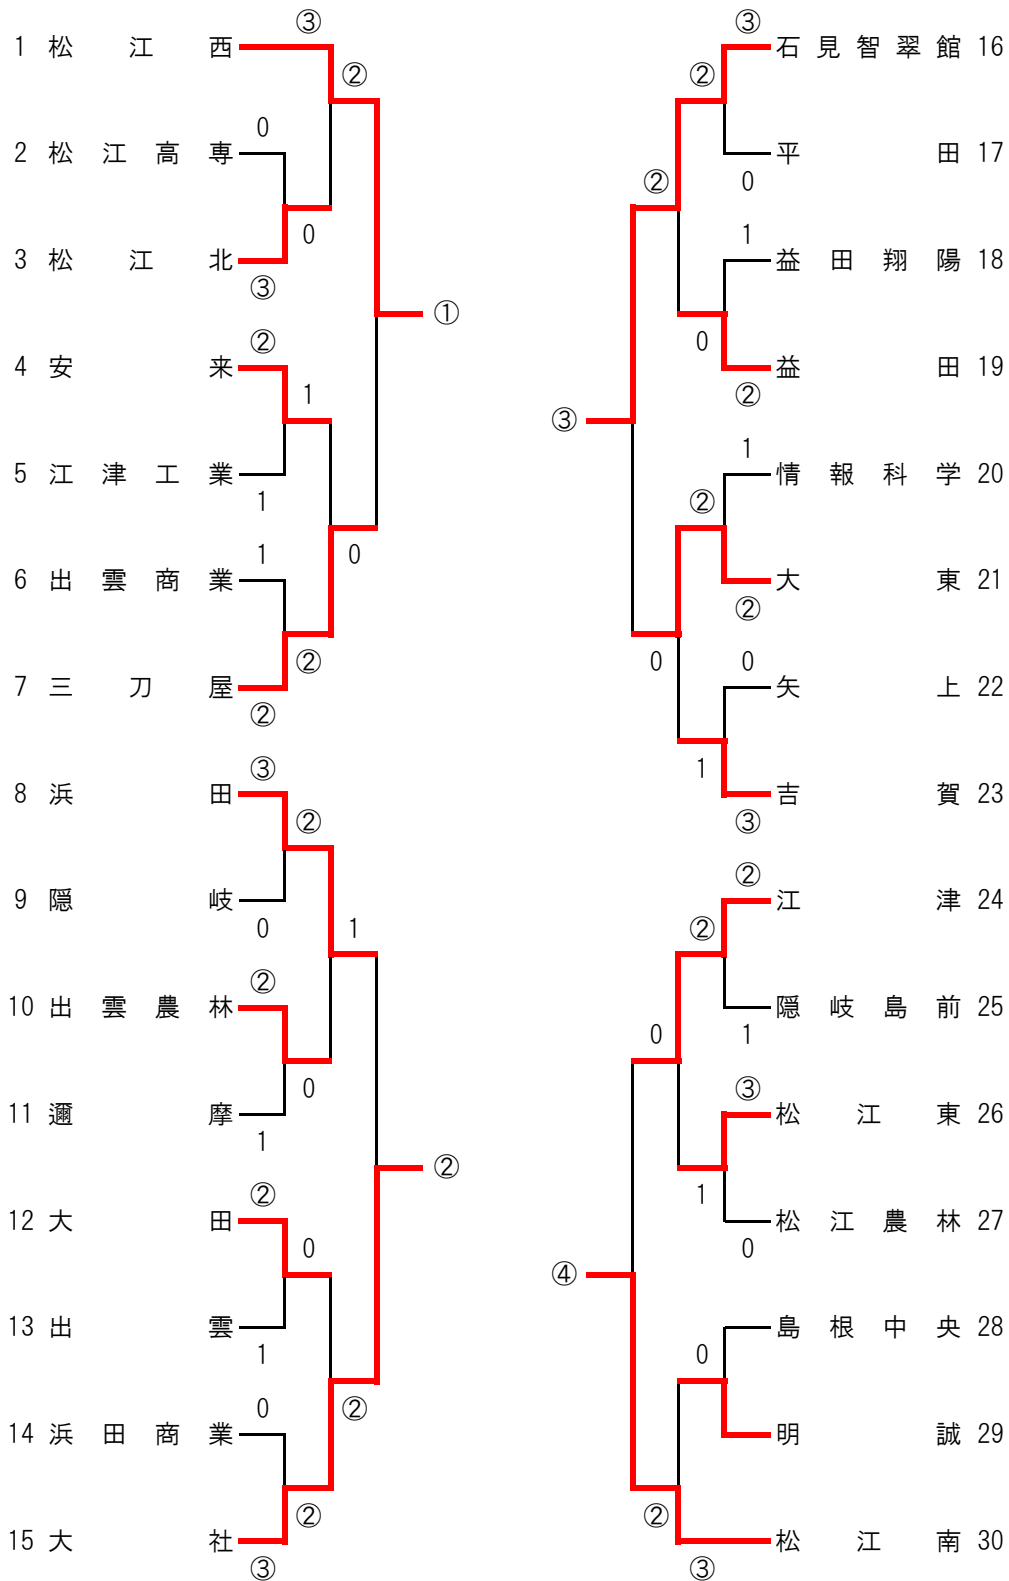 ③
1 松江西
②
0
2 松江高専
0
3 松江北
③
①
②
4 安来
1
5 江津工業
1
1
0
6 出雲商業
②
7 三刀屋
②
③
8 浜田
②
9 隠岐
0
1
②
10 出雲農林
0
11 邇摩
1
②
②
12 大田
0
13 出雲
1
0
②
14 浜田商業
②
15 大社
③
③
石見智翠館 16
②
平田 17
0
②
1
益田翔陽 18
0
益田 19
②
③
1
情報科学 20
②
大東 21
②
0
0
矢上 22
1
吉賀 23
③
②
江津 24
②
隠岐島前 25
1
0
③
松江東 26
1
松江農林 27
0
④
島根中央 28
0
明誠 29
②
松江南 30
③